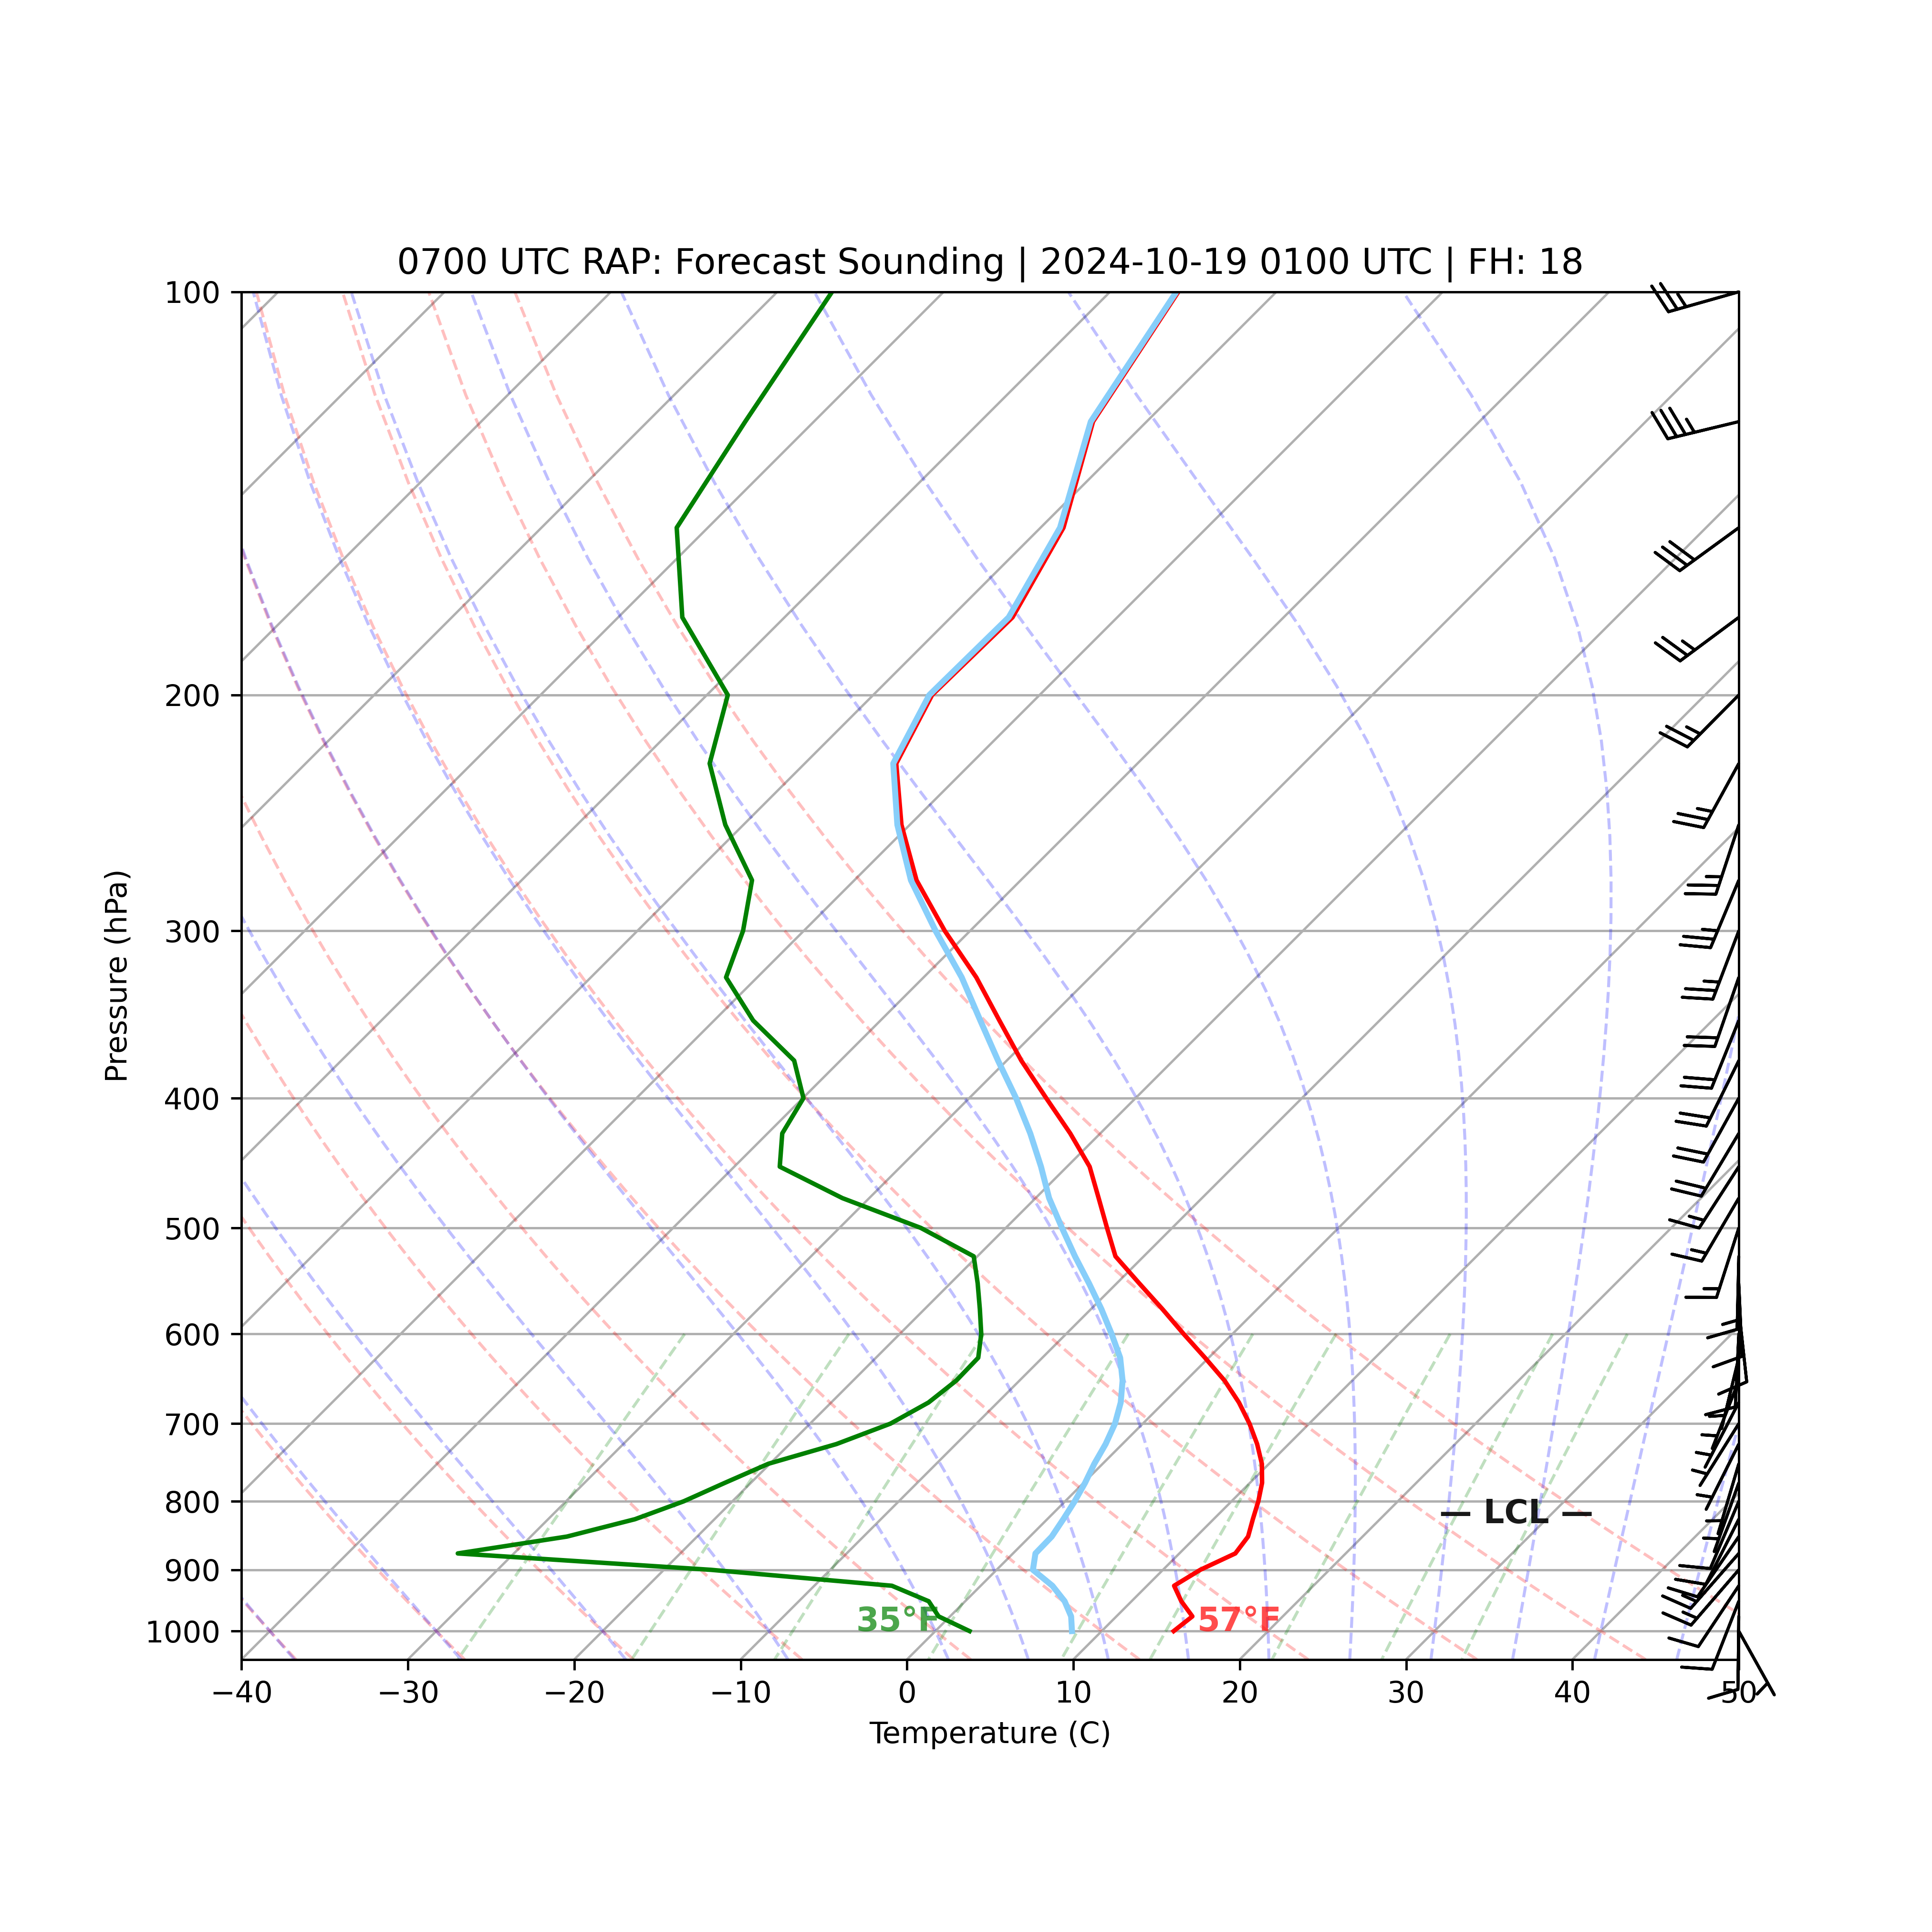 0700 UTC RAP: Forecast Sounding | 2024-10-19 0100 UTC | FH: 18
100
200
300
400
500
600
700
800
900
1000
Pressure (hPa)
— LCL —
35°F
57°F
−40 −30 −20 −10 0 10 20 30 40 50
Temperature (C)